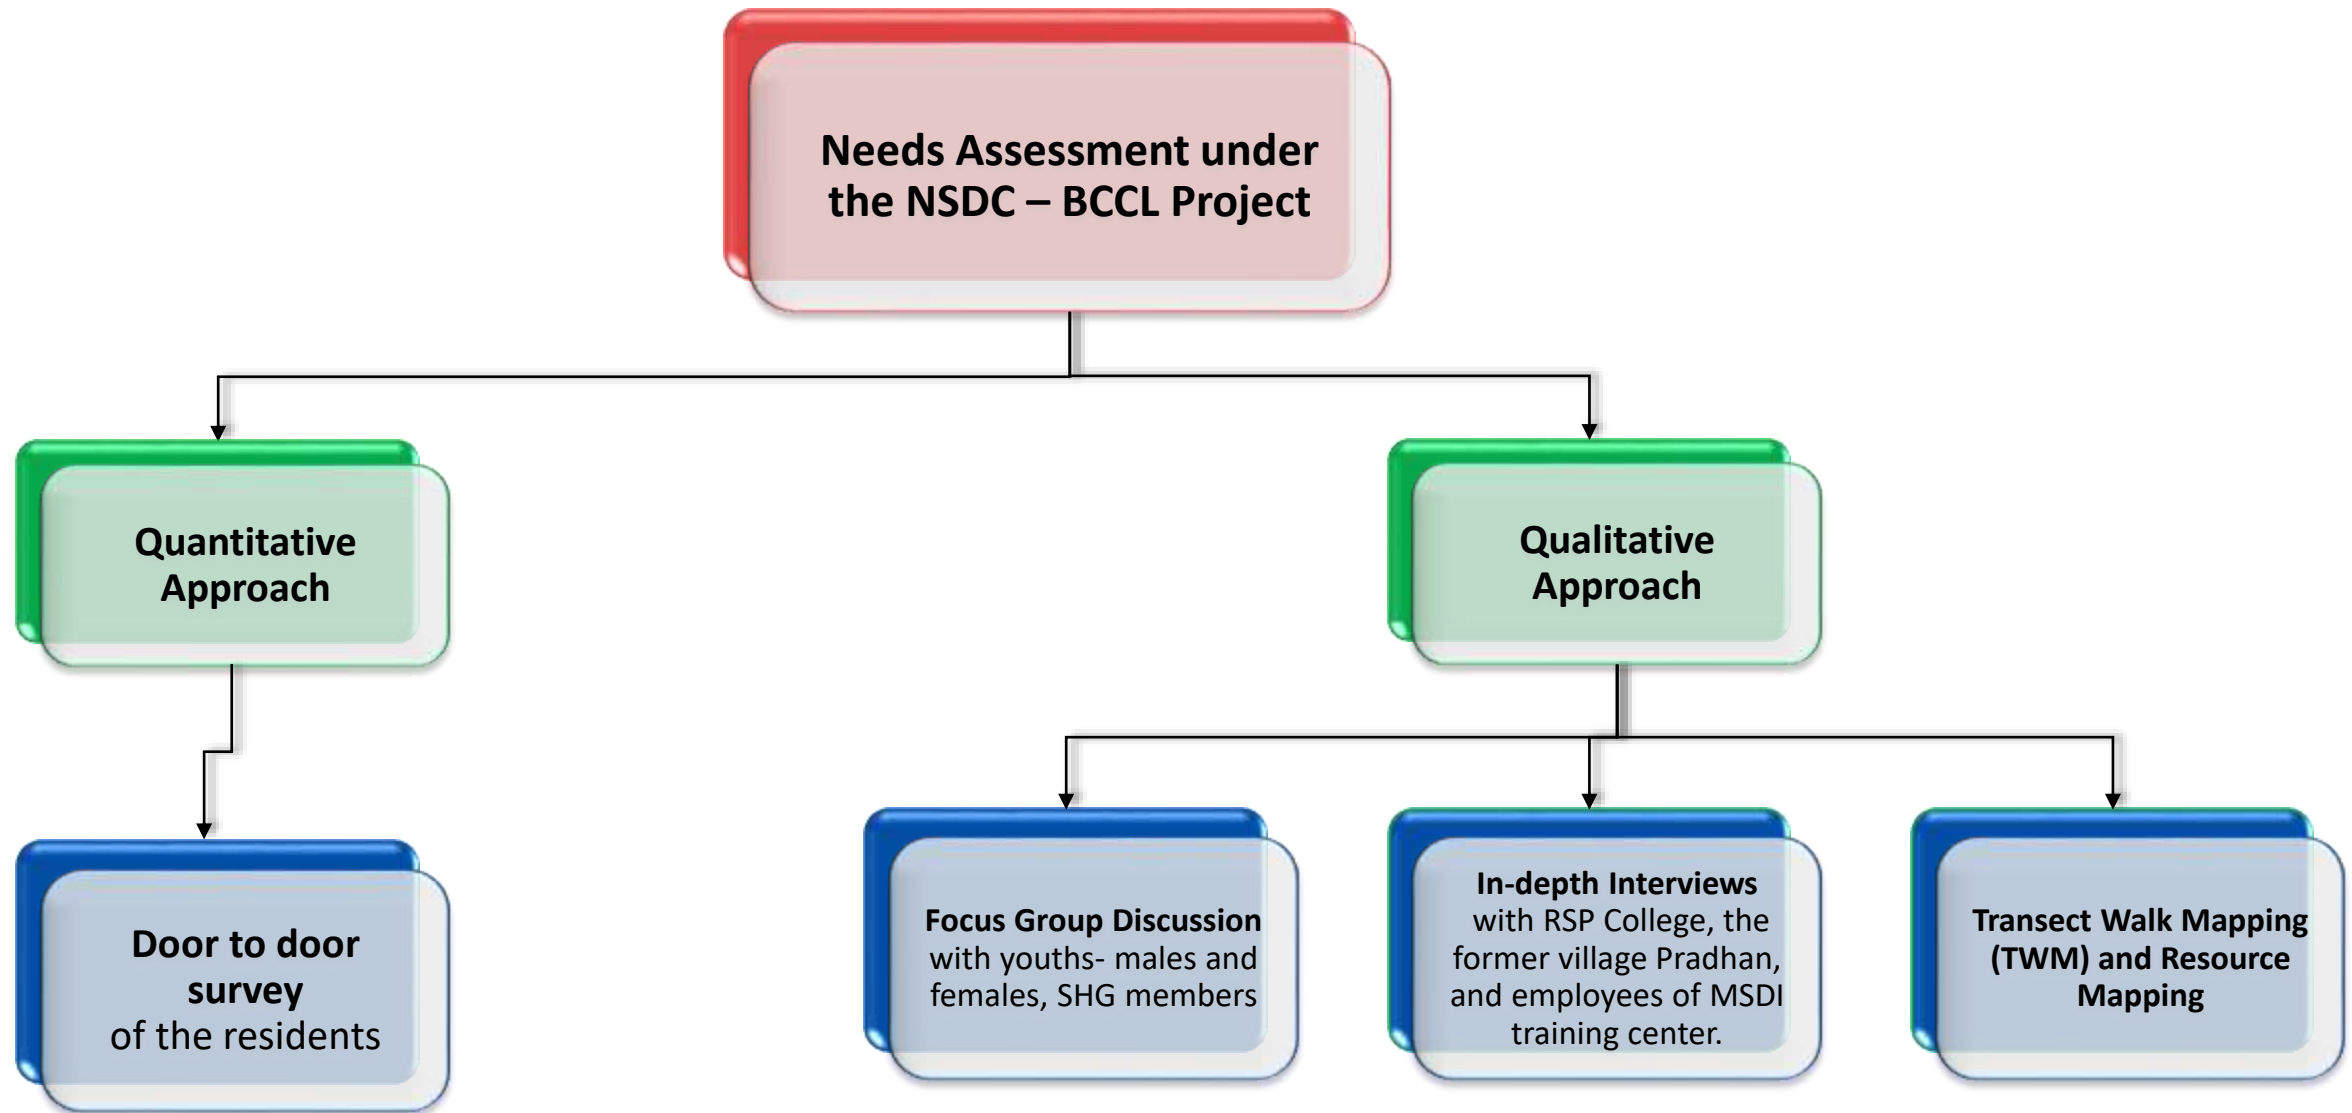 Needs Assessment under
the NSDC – BCCL Project
Quantitative
Approach
Qualitative
Approach
Door to door
survey
of the residents
Focus Group Discussion
with youths- males and
females, SHG members
In-depth Interviews
with RSP College, the
former village Pradhan,
and employees of MSDI
training center.
Transect Walk Mapping
(TWM) and Resource
Mapping